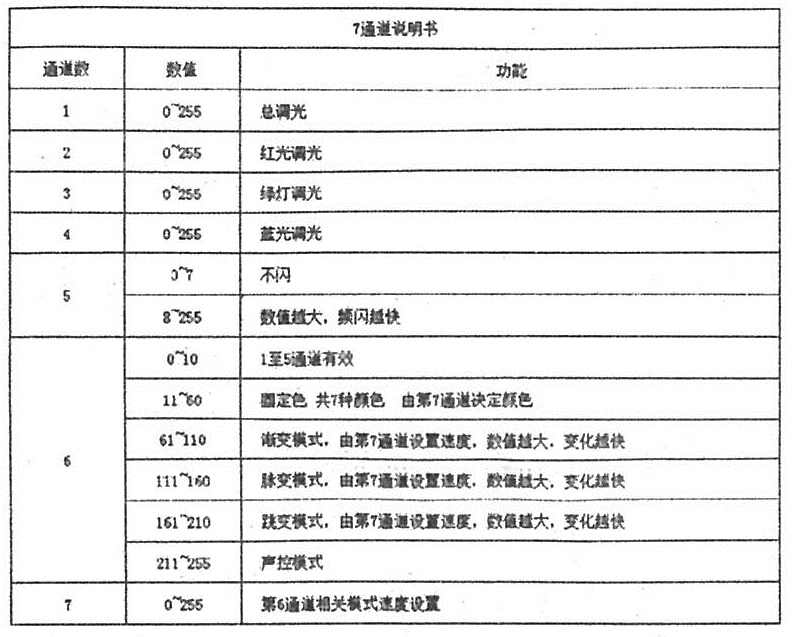 7通道说明书
通道数 数值 功能
1 0~255 总调光
2 0~255 红光调光
3 0~255 绿灯调光
4 0~255 蓝光调光
5
0~7 不闪
8~255 数值越大，频闪越快
6
0~10 1至5通道有效
11~60 固定色 共7种颜色 由第7通道决定颜色
61~110 渐变模式，由第7通道设置速度，数值越大，变化越快
111~160 脉变模式，由第7通道设置速度，数值越大，变化越快
161~210 跳变模式，由第7通道设置速度，数值越大，变化越快
211~255 声控模式
7 0~255 第6通道相关模式速度设置